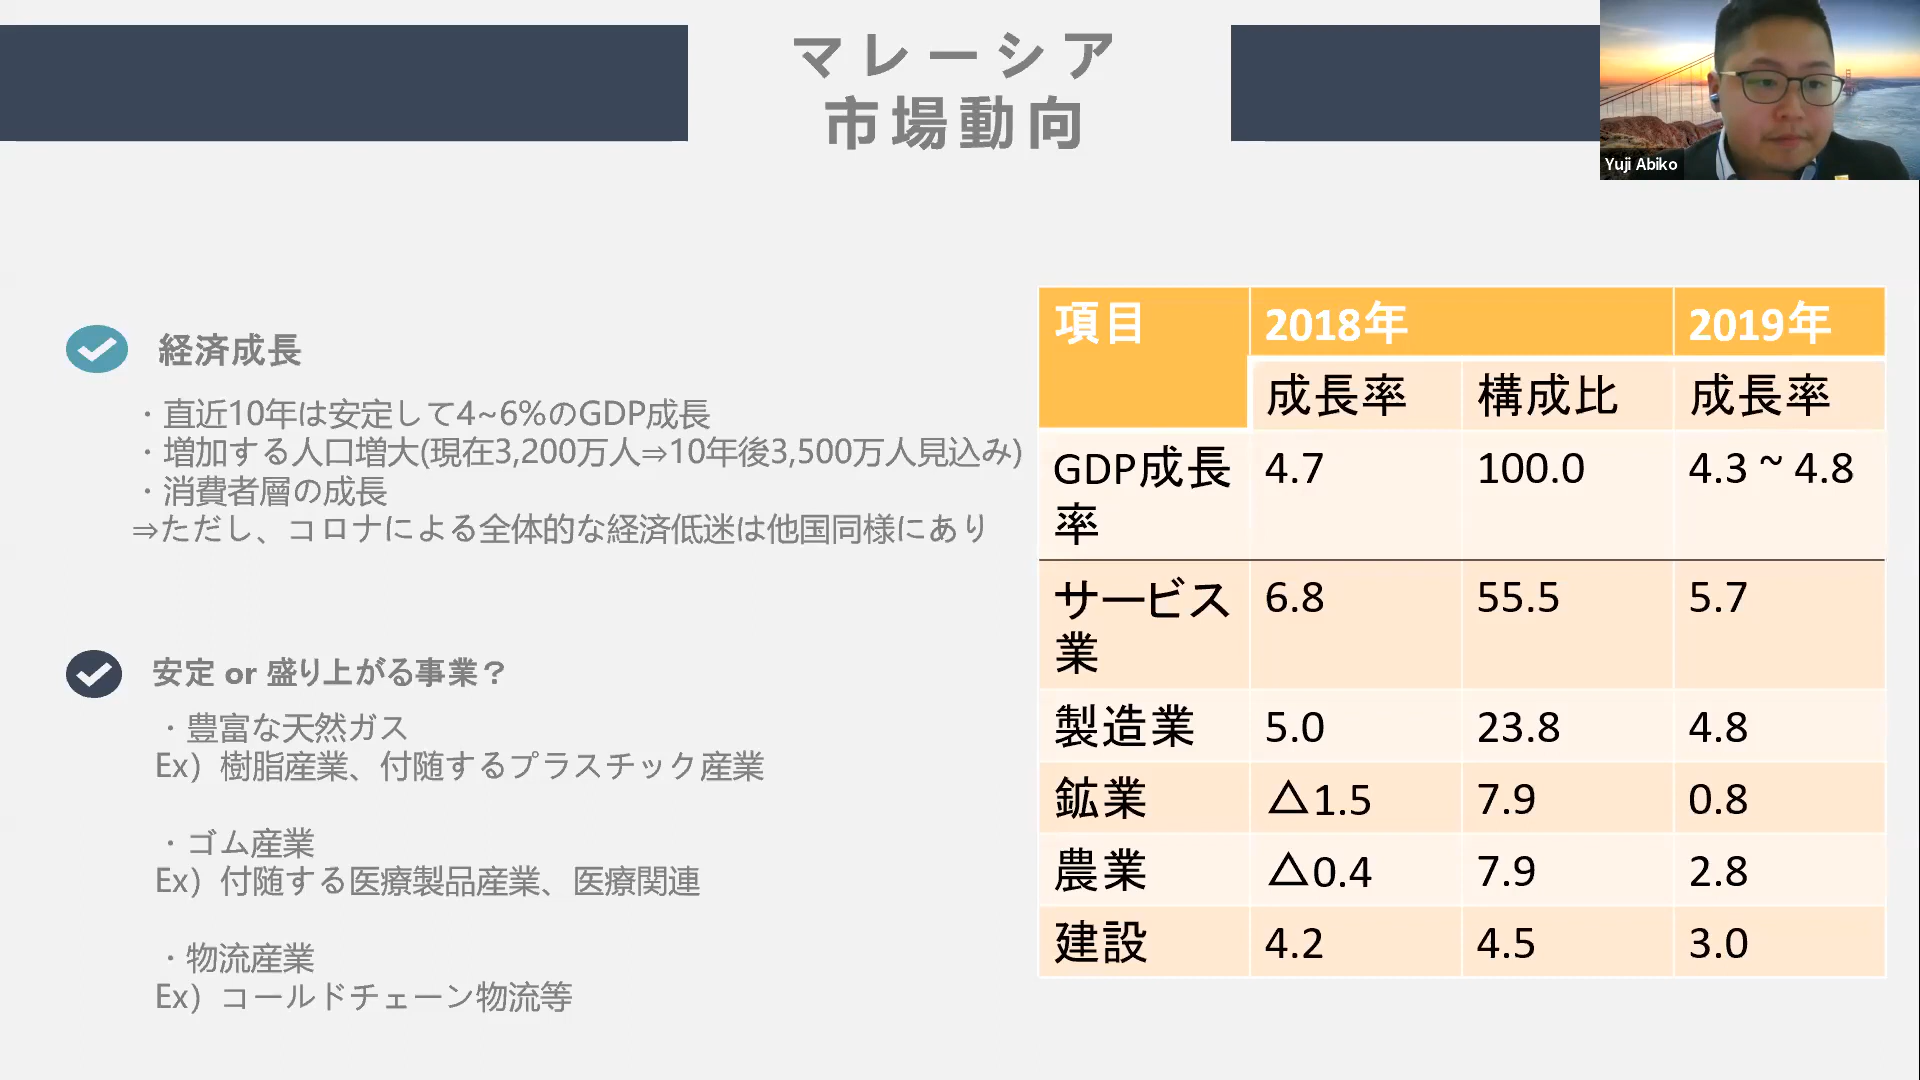 マレーシア
市場動向
Yuji Abiko
経済成長
・直近10年は安定して4~6%のGDP成長
・増加する人口増大(現在3,200万人⇒10年後3,500万人見込み)
・消費者層の成長
⇒ただし、コロナによる全体的な経済低迷は他国同様にあり
安定 or 盛り上がる事業？
・豊富な天然ガス
Ex）樹脂産業、付随するプラスチック産業
・ゴム産業
Ex）付随する医療製品産業、医療関連
・物流産業
Ex）コールドチェーン物流等
項目 2018年 2019年
成長率 構成比 成長率
GDP成長率 4.7 100.0 4.3 ~ 4.8
サービス業 6.8 55.5 5.7
製造業 5.0 23.8 4.8
鉱業 △1.5 7.9 0.8
農業 △0.4 7.9 2.8
建設 4.2 4.5 3.0